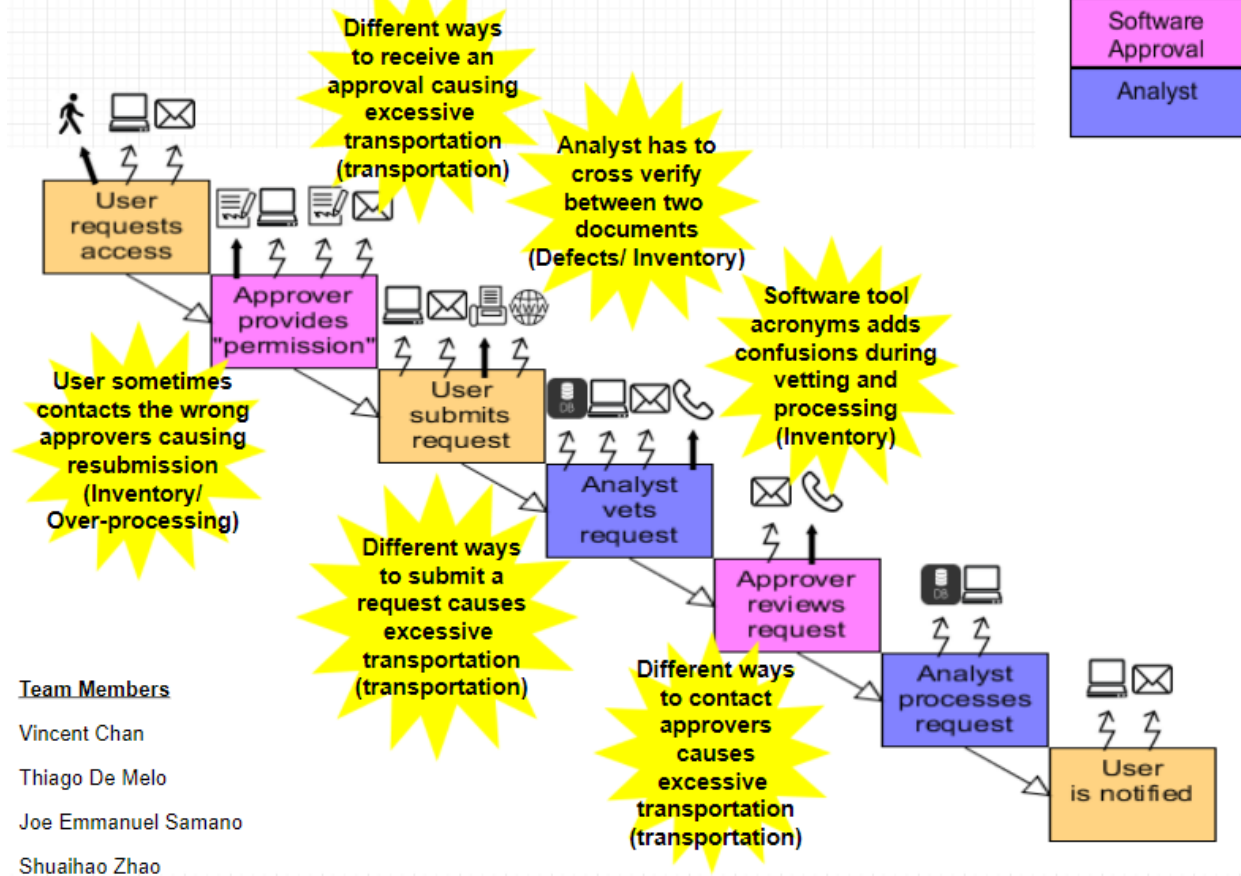 Different ways
to receive an
approval causing
excessive
transportation
(transportation)
Software
Approval
Analyst
Analyst has to
cross verify
between two
documents
(Defects/ Inventory)
User
requests
access
Approver
provides
"permission"
WWW
Software tool
acronyms adds
confusions during
vetting and
processing
(Inventory)
User sometimes
contacts the wrong
approvers causing
resubmission
(Inventory/
Over-processing)
User
submits
request
DB
Analyst
vets
request
Different ways
to submit a
request causes
excessive
transportation
(transportation)
Approver
reviews
request
DB
Different ways
to contact
approvers
causes
excessive
transportation
(transportation)
Analyst
processes
request
User
is notified
Team Members
Vincent Chan
Thiago De Melo
Joe Emmanuel Samano
Shuaihao Zhao